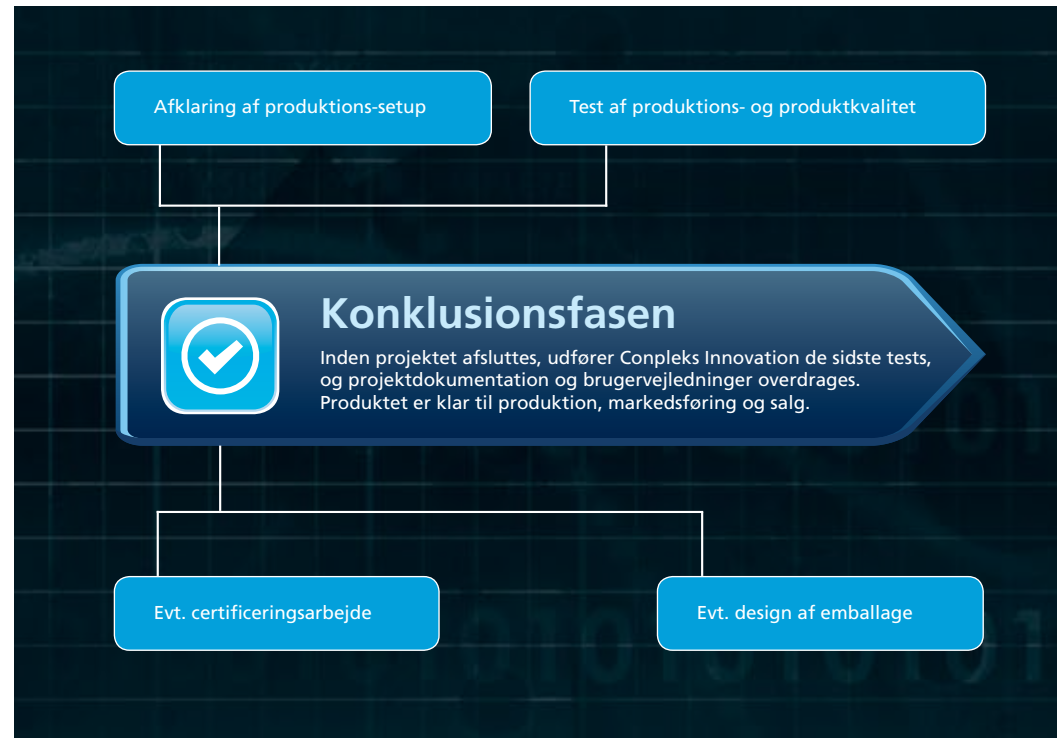 Afklaring af produktions-setup
Test af produktions- og produktkvalitet
Konklusionsfasen
Inden projektet afsluttes, udfører Conpleks Innovation de sidste tests,
og projektdokumentation og brugervejledninger overdrages.
Produktet er klar til produktion, markedsføring og salg.
Evt. certificeringsarbejde
Evt. design af emballage